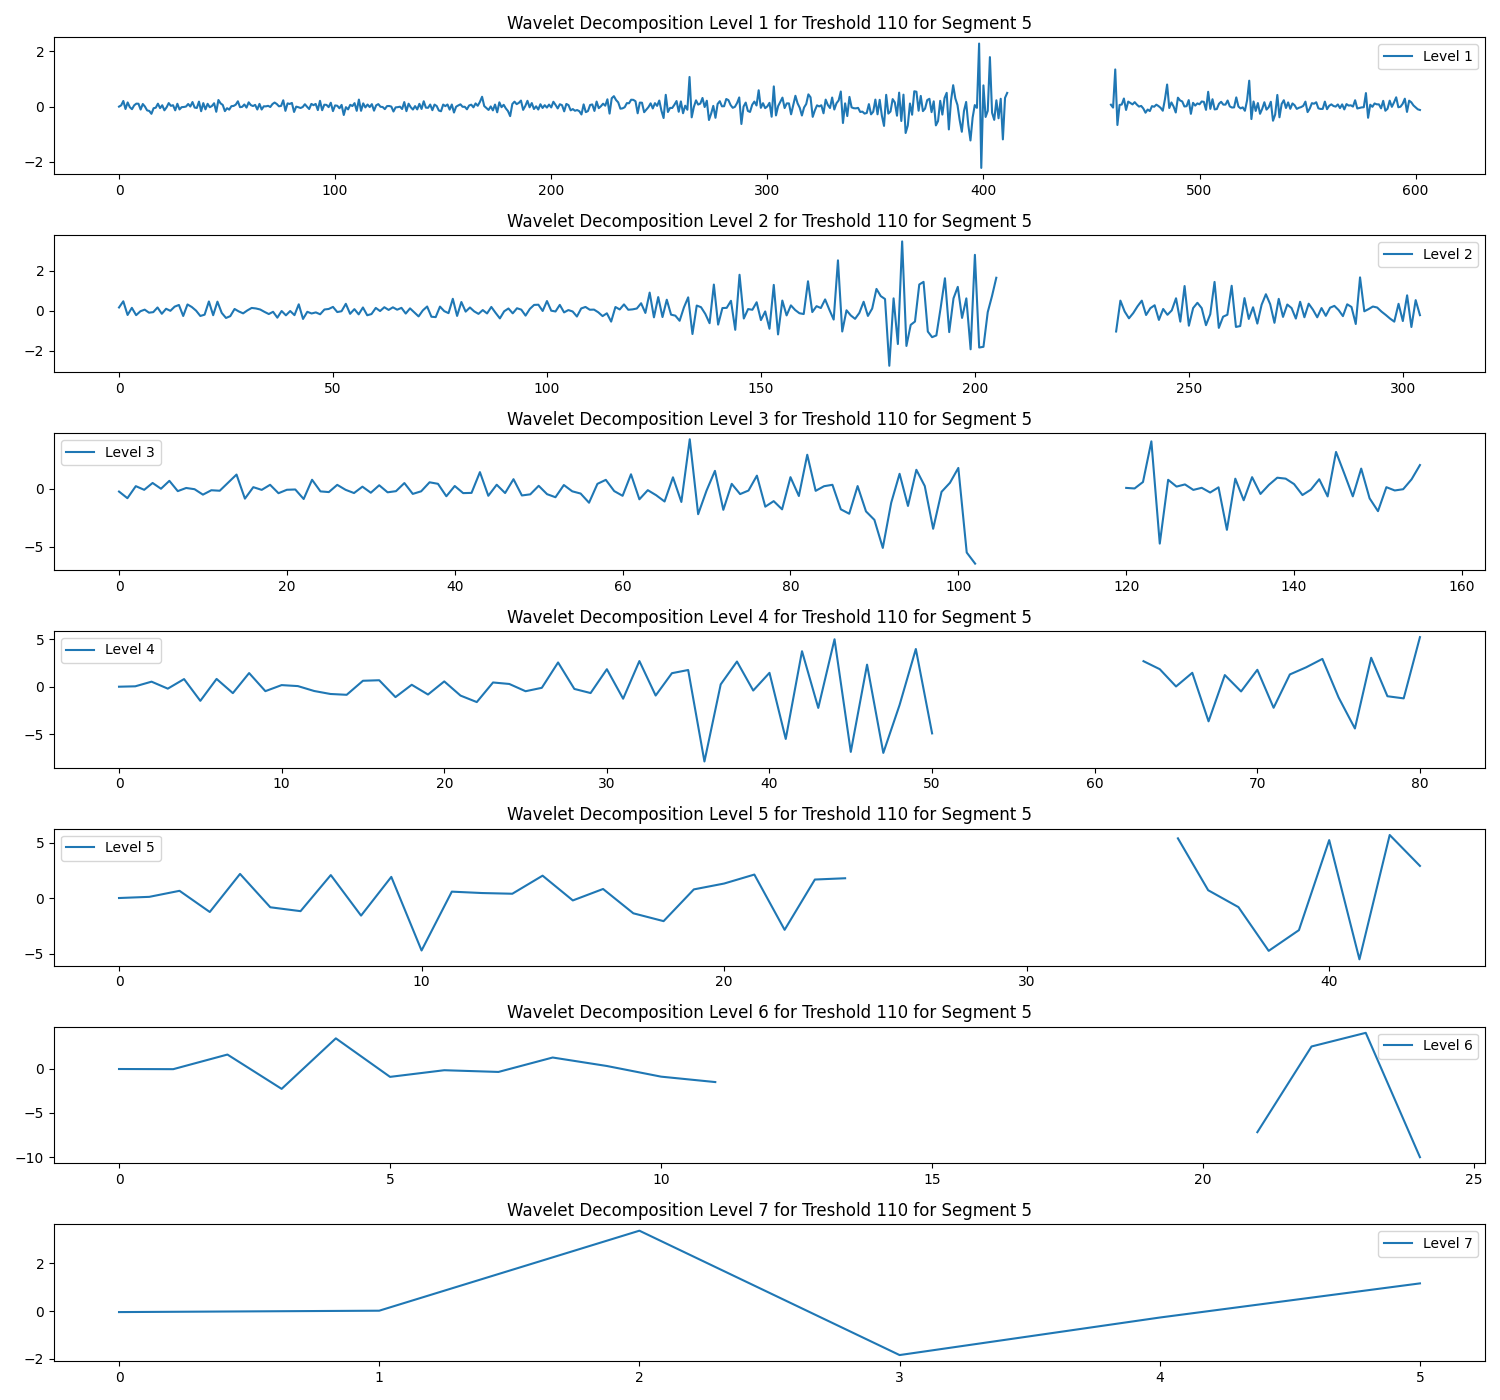 Wavelet Decomposition Level 1 for Treshold 110 for Segment 5
Level 1
2
0
−2
0 100 200 300 400 500 600
Wavelet Decomposition Level 2 for Treshold 110 for Segment 5
Level 2
2
0
−2
0 50 100 150 200 250 300
Wavelet Decomposition Level 3 for Treshold 110 for Segment 5
Level 3
0
−5
0 20 40 60 80 100 120 140 160
Wavelet Decomposition Level 4 for Treshold 110 for Segment 5
Level 4
5
0
−5
0 10 20 30 40 50 60 70 80
Wavelet Decomposition Level 5 for Treshold 110 for Segment 5
Level 5
5
0
−5
0 10 20 30 40
Wavelet Decomposition Level 6 for Treshold 110 for Segment 5
Level 6
0
−5
−10
0 5 10 15 20 25
Wavelet Decomposition Level 7 for Treshold 110 for Segment 5
Level 7
2
0
−2
0 1 2 3 4 5